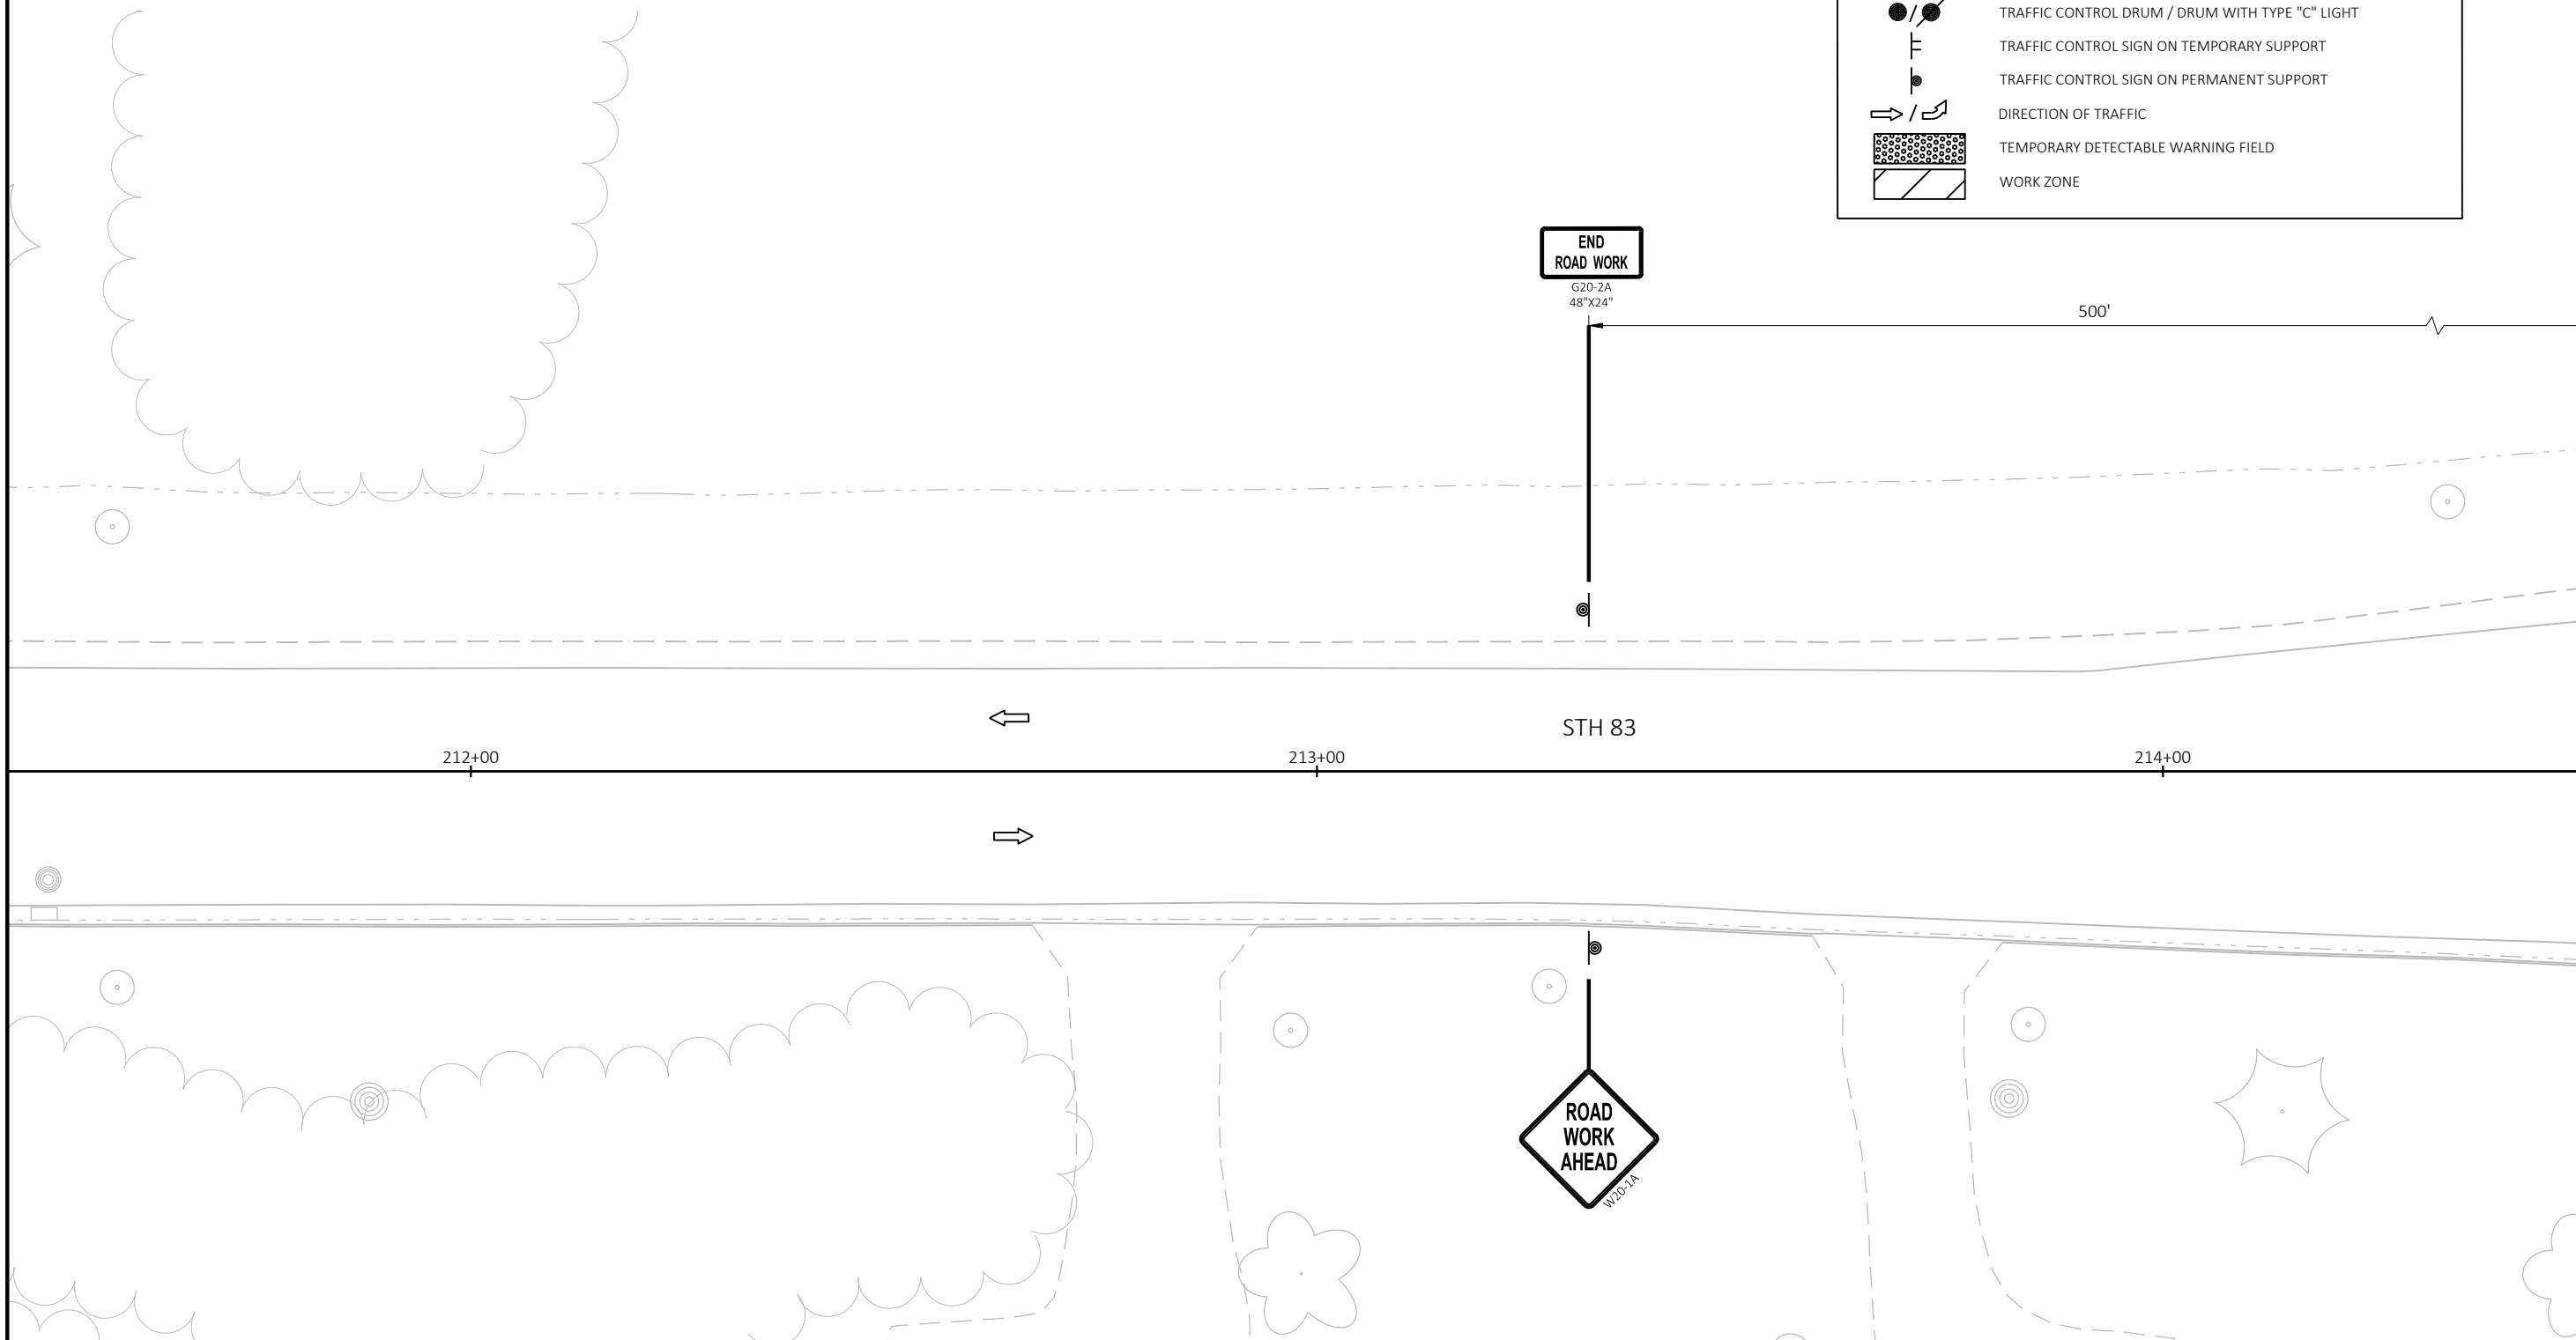 TRAFFIC CONTROL DRUM / DRUM WITH TYPE "C" LIGHT
TRAFFIC CONTROL SIGN ON TEMPORARY SUPPORT
TRAFFIC CONTROL SIGN ON PERMANENT SUPPORT
DIRECTION OF TRAFFIC
TEMPORARY DETECTABLE WARNING FIELD
WORK ZONE
END
ROAD WORK
G20-2A
48"X24"
500'
STH 83
212+00
213+00
214+00
ROAD
WORK
AHEAD
W20-1A